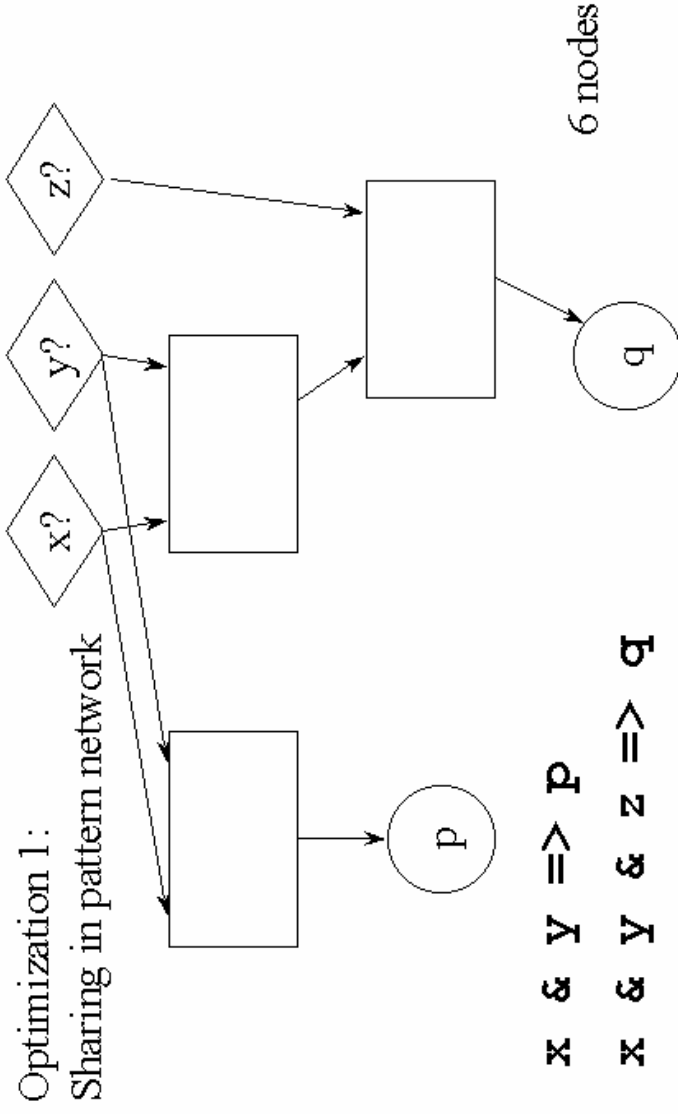 Optimization 1:
Sharing in pattern network
x?
y?
z?
p
q
x & y => p
x & y & z => q
6 nodes